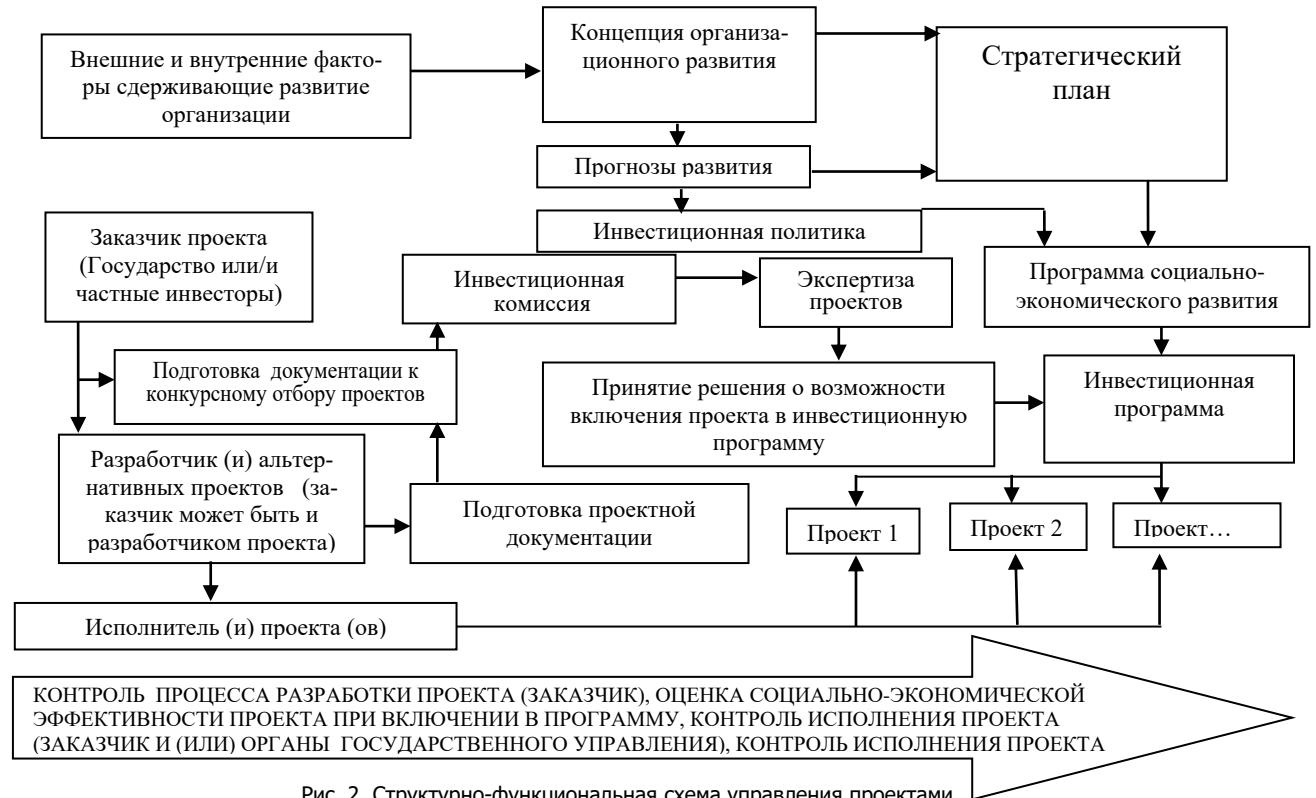 Внешние и внутренние факто-
ры сдерживающие развитие
организации
Концепция организа-
ционного развития
Стратегический
план
Прогнозы развития
Инвестиционная политика
Заказчик проекта
(Государство или/и
частные инвесторы)
Инвестиционная
комиссия
Экспертиза
проектов
Программа социально-
экономического развития
Подготовка документации к
конкурсному отбору проектов
Принятие решения о возможности
включения проекта в инвестиционную
программу
Инвестиционная
программа
Разработчик (и) альтер-
нативных проектов (за-
казчик может быть и
разработчиком проекта)
Подготовка проектной
документации
Проект 1
Проект 2
Проект…
Исполнитель (и) проекта (ов)
КОНТРОЛЬ ПРОЦЕССА РАЗРАБОТКИ ПРОЕКТА (ЗАКАЗЧИК), ОЦЕНКА СОЦИАЛЬНО-ЭКОНОМИЧЕСКОЙ
ЭФФЕКТИВНОСТИ ПРОЕКТА ПРИ ВКЛЮЧЕНИИ В ПРОГРАММУ, КОНТРОЛЬ ИСПОЛНЕНИЯ ПРОЕКТА
(ЗАКАЗЧИК И (ИЛИ) ОРГАНЫ ГОСУДАРСТВЕННОГО УПРАВЛЕНИЯ), КОНТРОЛЬ ИСПОЛНЕНИЯ ПРОЕКТА
Рис. 2. Структурно-функциональная схема управления проектами